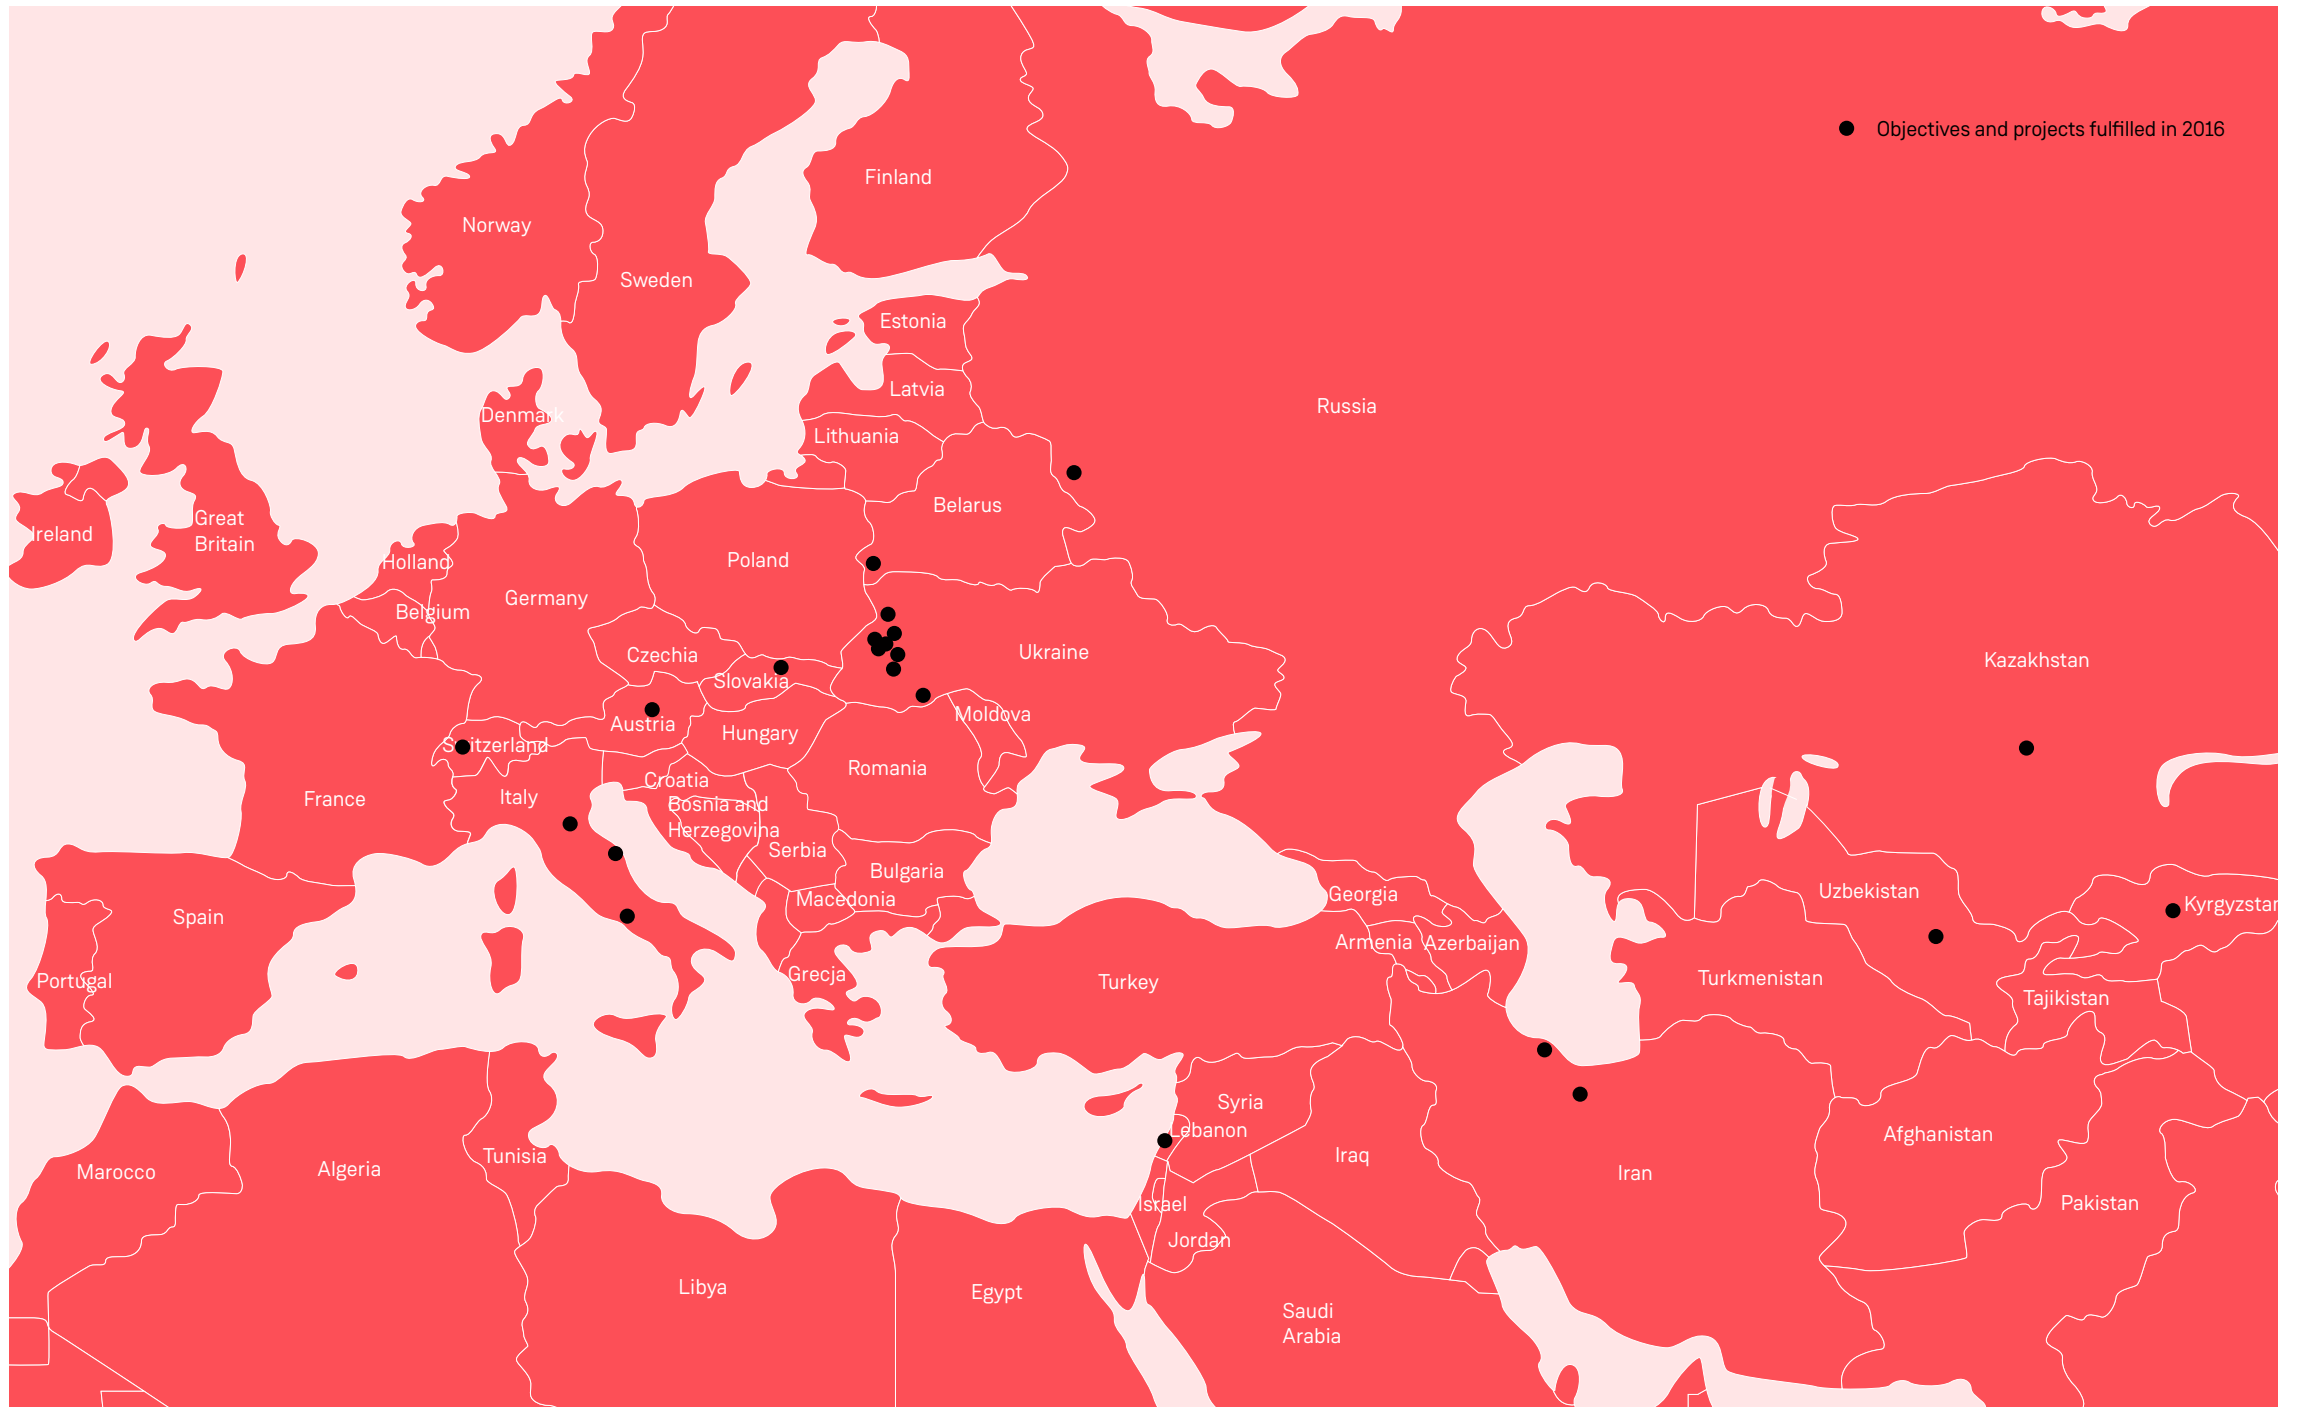 Objectives and projects fulfilled in 2016
Finland
Norway
Sweden
Estonia
Latvia
Russia
Denmark
Lithuania
Belarus
Great
Britain
Ireland
Holland
Poland
Germany
Belgium
Ukraine
Czechia
Kazakhstan
Slovakia
Moldova
Austria
Hungary
Switzerland
Romania
Croatia
Italy
France
Bosnia and
Herzegovina
Serbia
Bulgaria
Uzbekistan
Georgia
Macedonia
Kyrgyzstan
Spain
Armenia
Azerbaijan
Grecja
Turkmenistan
Portugal
Turkey
Tajikistan
Syria
Lebanon
Afghanistan
Iraq
Tunisia
Algeria
Marocco
Iran
Pakistan
Israel
Jordan
Libya
Egypt
Saudi
Arabia